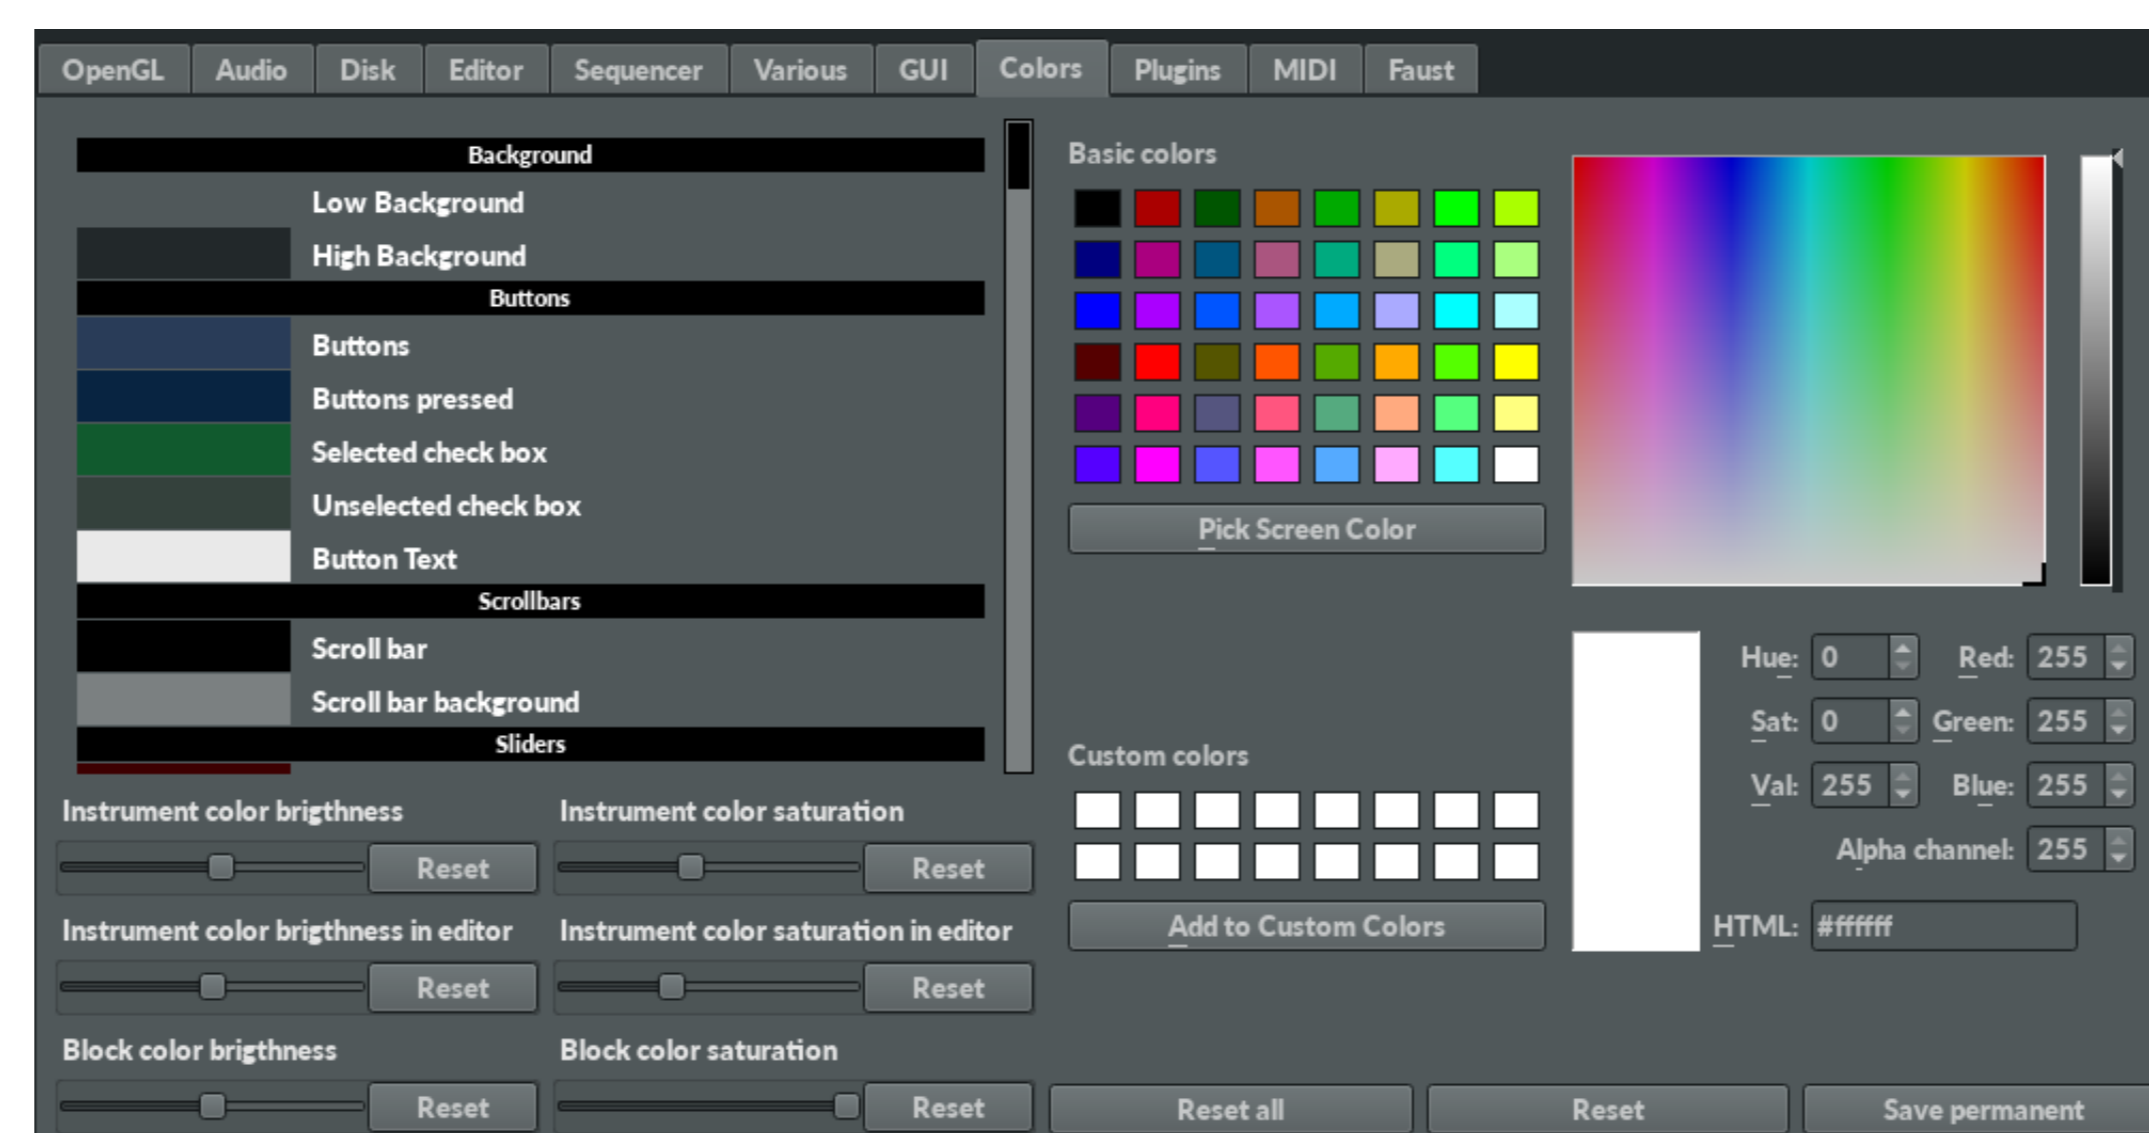 OpenGL Audio Disk Editor Sequencer Various GUI Colors Plugins MIDI Faust
Background
Low Background
High Background
Buttons
Buttons
Buttons pressed
Selected check box
Unselected check box
Button Text
Scrollbars
Scroll bar
Scroll bar background
Sliders
Instrument color brigthness
Instrument color saturation
Reset
Reset
Instrument color brigthness in editor
Instrument color saturation in editor
Reset
Reset
Block color brigthness
Block color saturation
Reset
Reset
Basic colors
Pick Screen Color
Custom colors
Add to Custom Colors
Hue: 0 Red: 255
Sat: 0 Green: 255
Val: 255 Blue: 255
Alpha channel: 255
HTML: #ffffff
Reset all Reset Save permanent